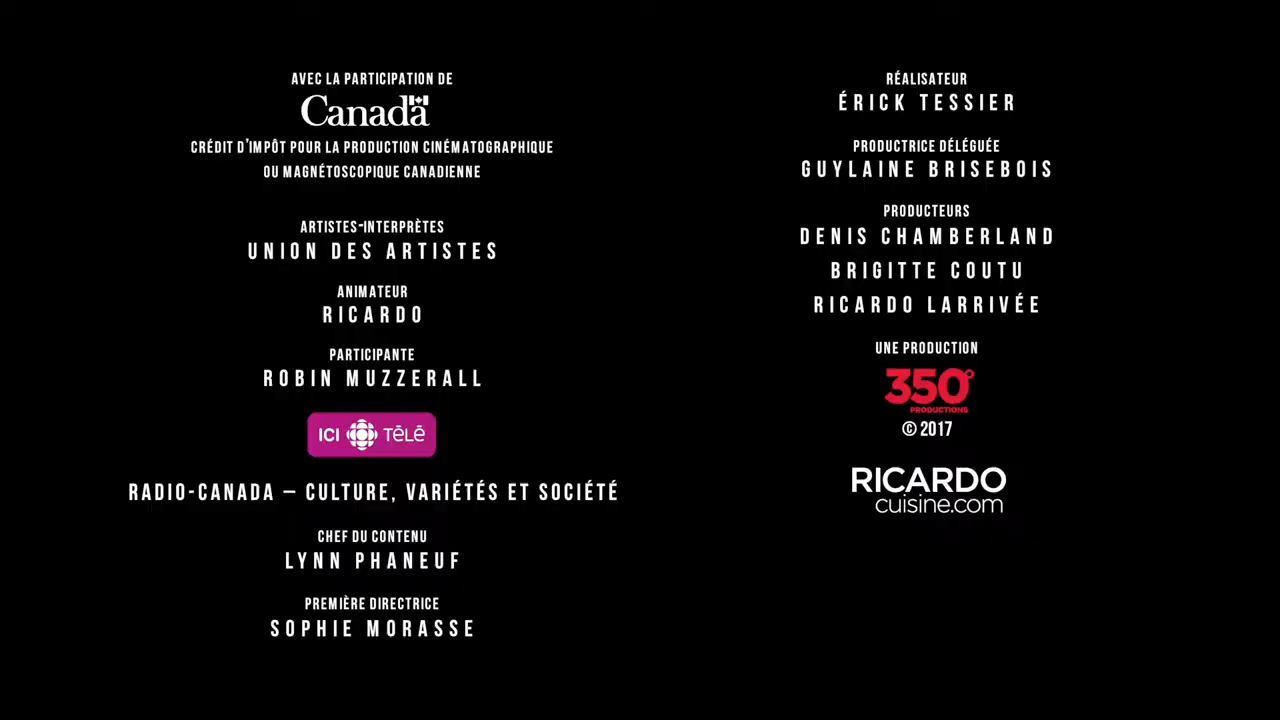 AVEC LA PARTICIPATION DE
Canada
CRÉDIT D'IMPÔT POUR LA PRODUCTION CINÉMATOGRAPHIQUE
OU MAGNÉTOSCOPIQUE CANADIENNE
ARTISTES-INTERPRÈTES
UNION DES ARTISTES
ANIMATEUR
RICARDO
PARTICIPANTE
ROBIN MUZZERALL
ICI TÉLÉ
RADIO-CANADA – CULTURE, VARIÉTÉS ET SOCIÉTÉ
CHEF DU CONTENU
LYNN PHANEUF
PREMIÈRE DIRECTRICE
SOPHIE MORASSE
RÉALISATEUR
ÉRICK TESSIER
PRODUCTRICE DÉLÉGUÉE
GUYLAINE BRISEBOIS
PRODUCTEURS
DENIS CHAMBERLAND
BRIGITTE COUTU
RICARDO LARRIVÉE
UNE PRODUCTION
350°
PRODUCTIONS
© 2017
RICARDO
cuisine.com